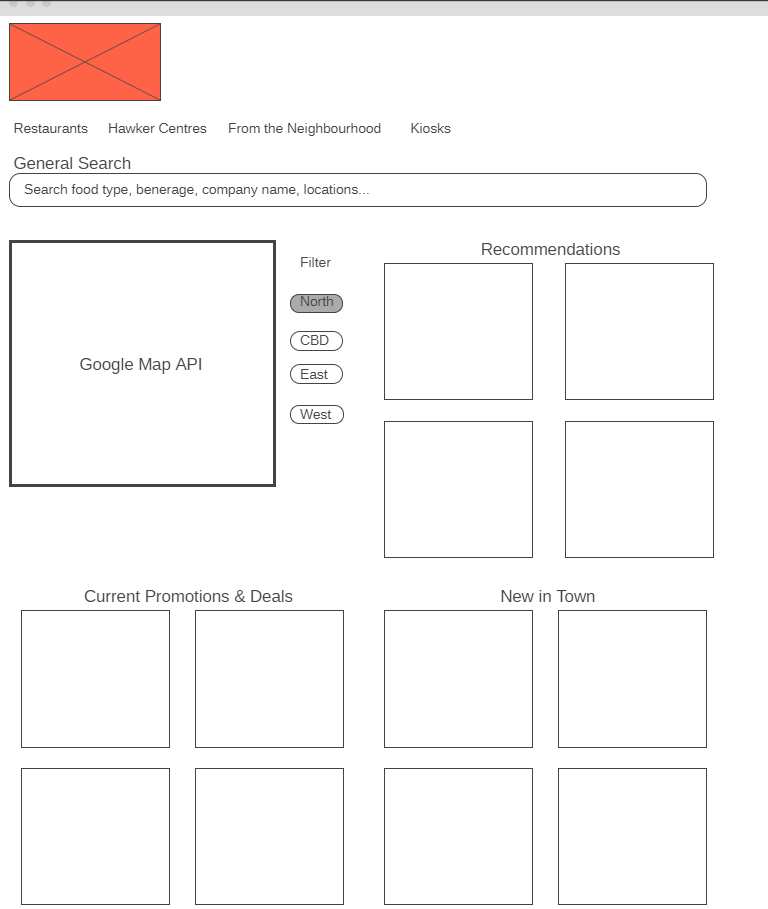 Restaurants Hawker Centres From the Neighbourhood Kiosks
General Search
Search food type, benerage, company name, locations...
Google Map API
Filter
North
CBD
East
West
Recommendations
Current Promotions & Deals
New in Town